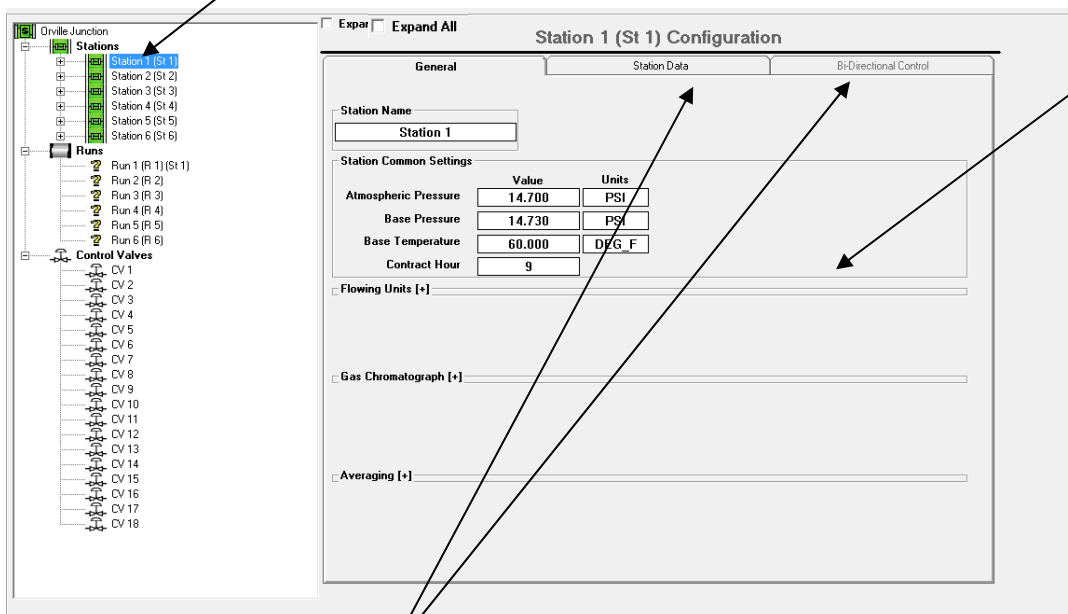 Orville Junction
Stations
Station 1 (St 1)
Station 2 (St 2)
Station 3 (St 3)
Station 4 (St 4)
Station 5 (St 5)
Station 6 (St 6)
Runs
Run 1 (R 1) (St 1)
Run 2 (R 2)
Run 3 (R 3)
Run 4 (R 4)
Run 5 (R 5)
Run 6 (R 6)
Control Valves
CV 1
CV 2
CV 3
CV 4
CV 5
CV 6
CV 7
CV 8
CV 9
CV 10
CV 11
CV 12
CV 13
CV 14
CV 15
CV 16
CV 17
CV 18
Expar Expand All
Station 1 (St 1) Configuration
General Station Data Bi-Directional Control
Station Name
Station 1
Station Common Settings
Value Units
Atmospheric Pressure 14.700 PSI
Base Pressure 14.730 PSI
Base Temperature 60.000 DEG_F
Contract Hour 9
Flowing Units [+]
Gas Chromatograph [+]
Averaging [+]